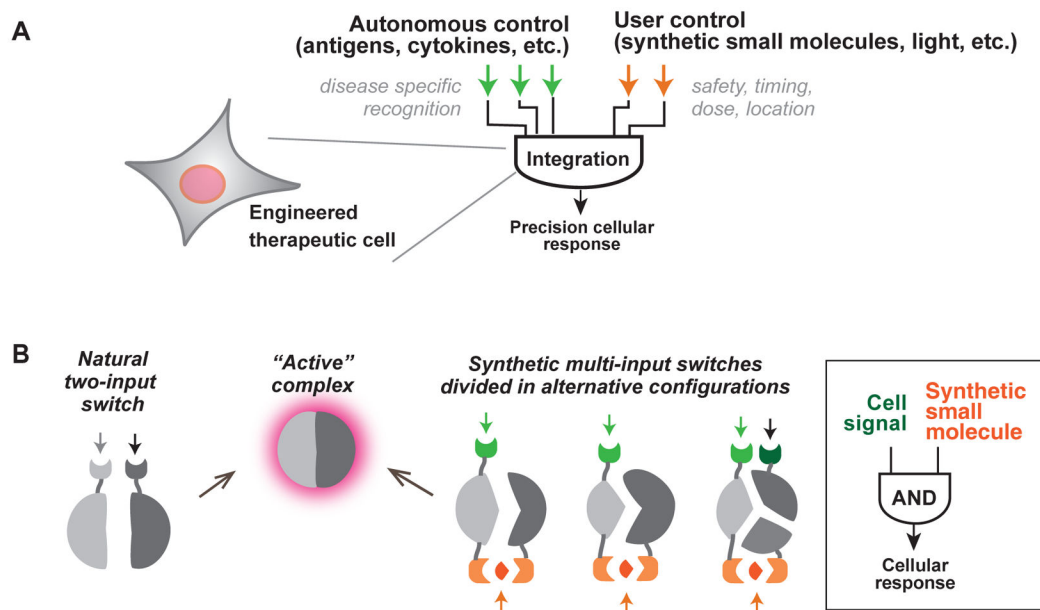 A
Autonomous control
(antigens, cytokines, etc.)
User control
(synthetic small molecules, light, etc.)
disease specific
recognition
safety, timing,
dose, location
Integration
Engineered
therapeutic cell
Precision cellular
response
B
Natural
two-input
switch
“Active”
complex
Synthetic multi-input switches
divided in alternative configurations
Cell
signal
Synthetic
small
molecule
AND
Cellular
response